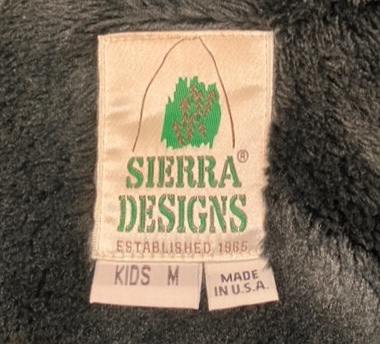 SIERRA®
DESIGNS
ESTABLISHED 1965
KIDS M
MADE
IN U.S.A.